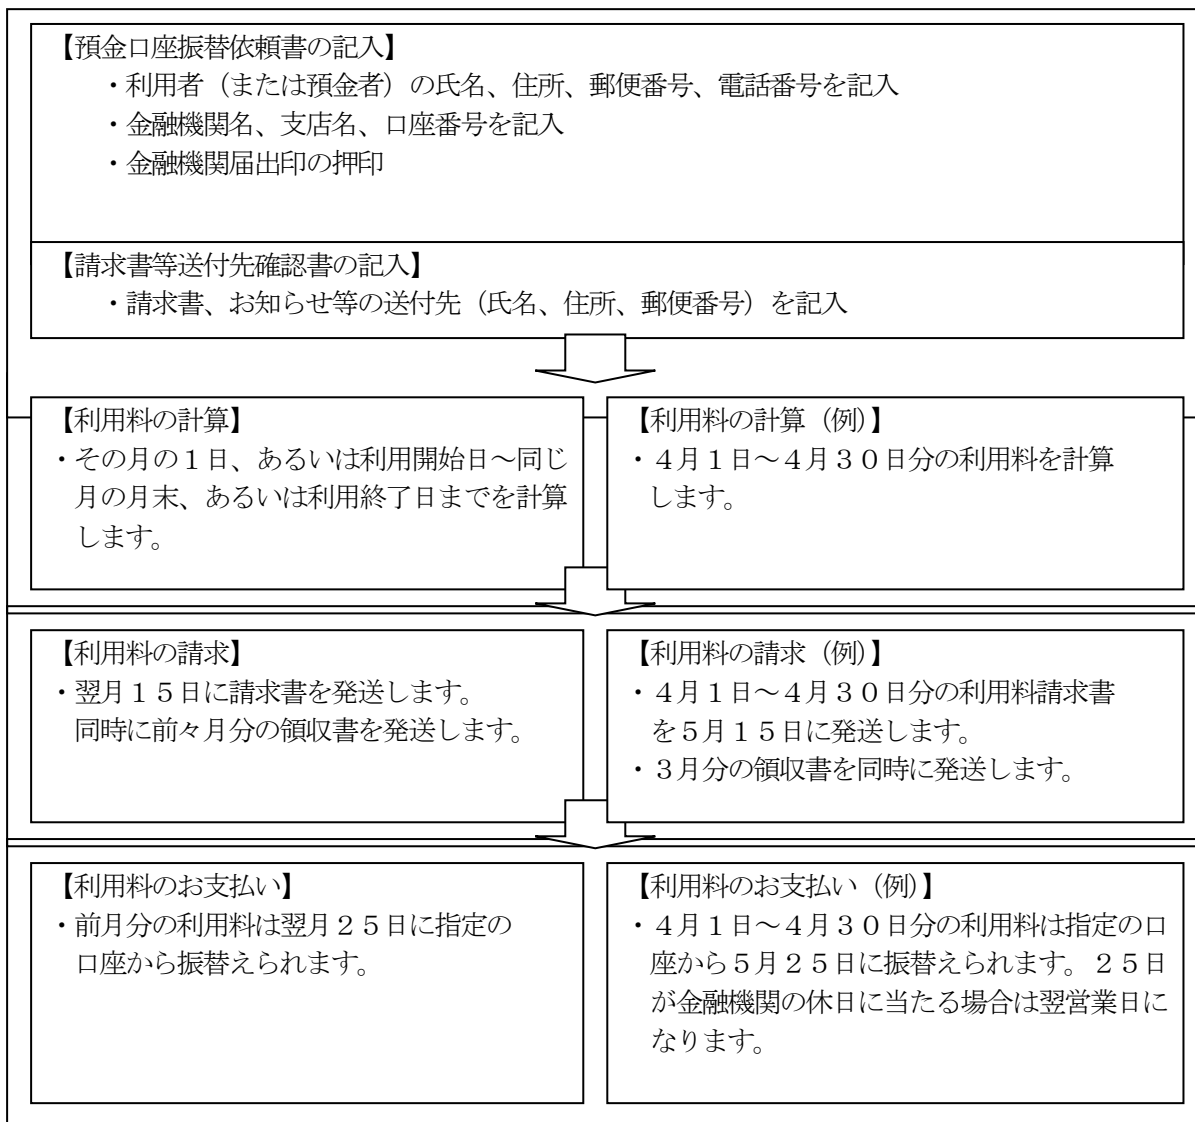 【預金口座振替依頼書の記入】
・利用者（または預金者）の氏名、住所、郵便番号、電話番号を記入
・金融機関名、支店名、口座番号を記入
・金融機関届出印の押印
【請求書等送付先確認書の記入】
・請求書、お知らせ等の送付先（氏名、住所、郵便番号）を記入
【利用料の計算】
・その月の１日、あるいは利用開始日～同じ
月の月末、あるいは利用終了日までを計算
します。
【利用料の計算（例）】
・４月１日～４月３０日分の利用料を計算
します。
【利用料の請求】
・翌月１５日に請求書を発送します。
同時に前々月分の領収書を発送します。
【利用料の請求（例）】
・４月１日～４月３０日分の利用料請求書
を５月１５日に発送します。
・３月分の領収書を同時に発送します。
【利用料のお支払い】
・前月分の利用料は翌月２５日に指定の
口座から振替えられます。
【利用料のお支払い（例）】
・４月１日～４月３０日分の利用料は指定の口
座から５月２５日に振替えられます。２５日
が金融機関の休日に当たる場合は翌営業日に
なります。